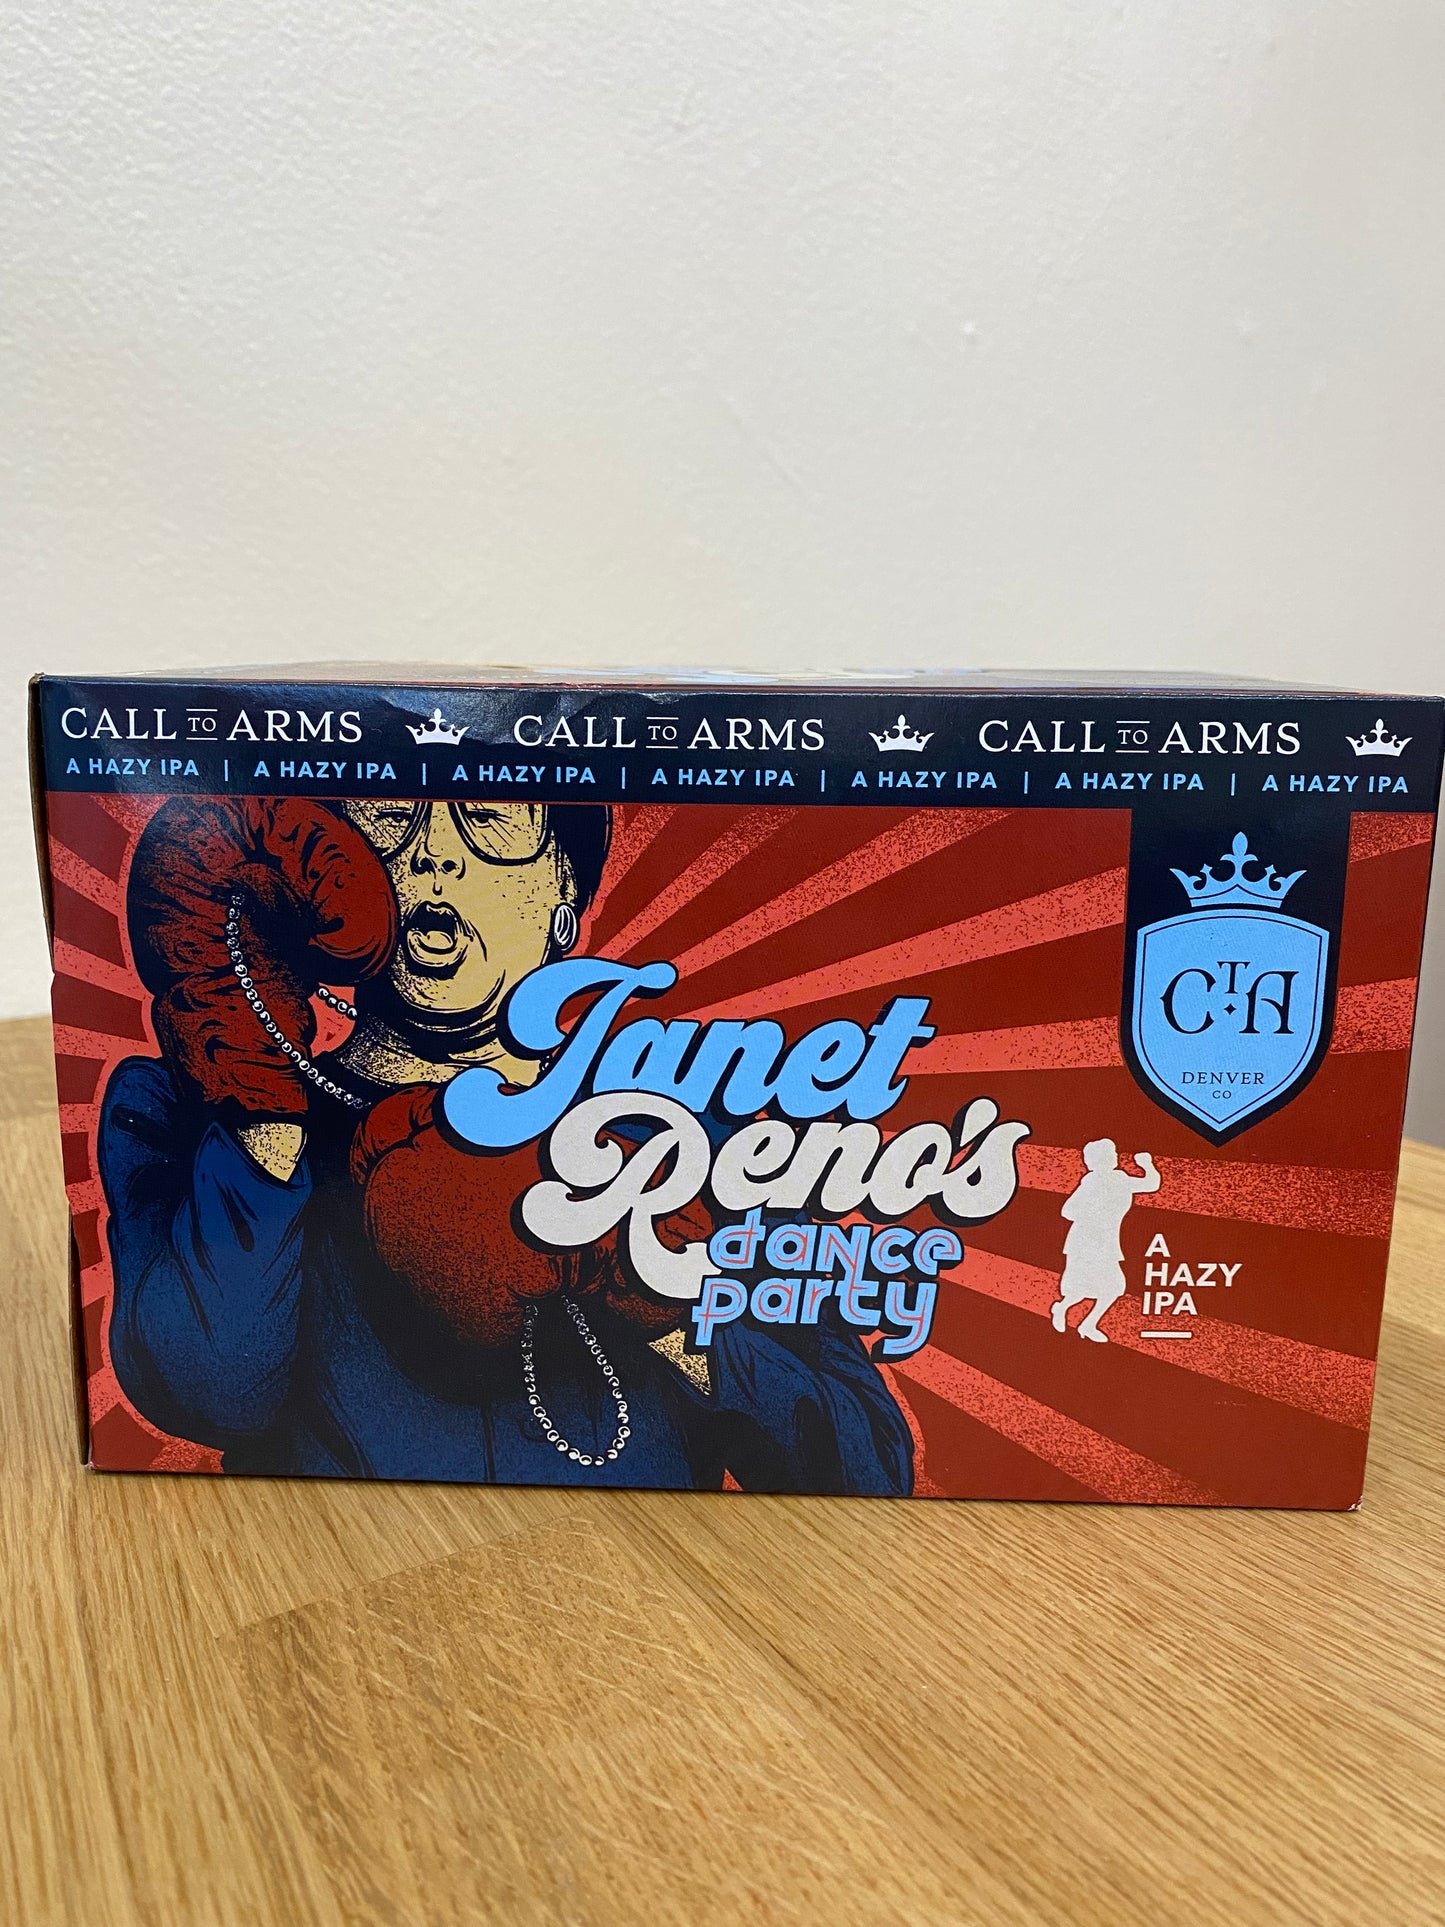 CALL TO ARMS CALL TO ARMS CALL TO ARMS
A HAZY IPA | A HAZY IPA | A HAZY IPA | A HAZY IPA | A HAZY IPA | A HAZY IPA | A HAZY IPA
CTA
DENVER
CO
Janet
Reno's
dance
party
A
HAZY
IPA